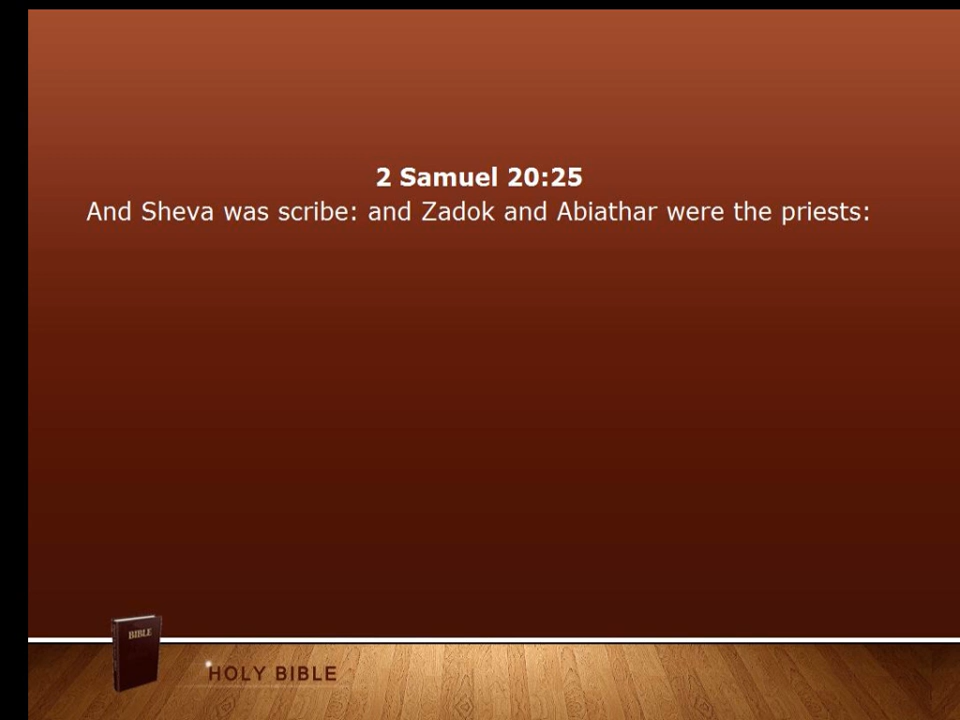 2 Samuel 20:25
And Sheva was scribe: and Zadok and Abiathar were the priests:
BIBLE
HOLY BIBLE